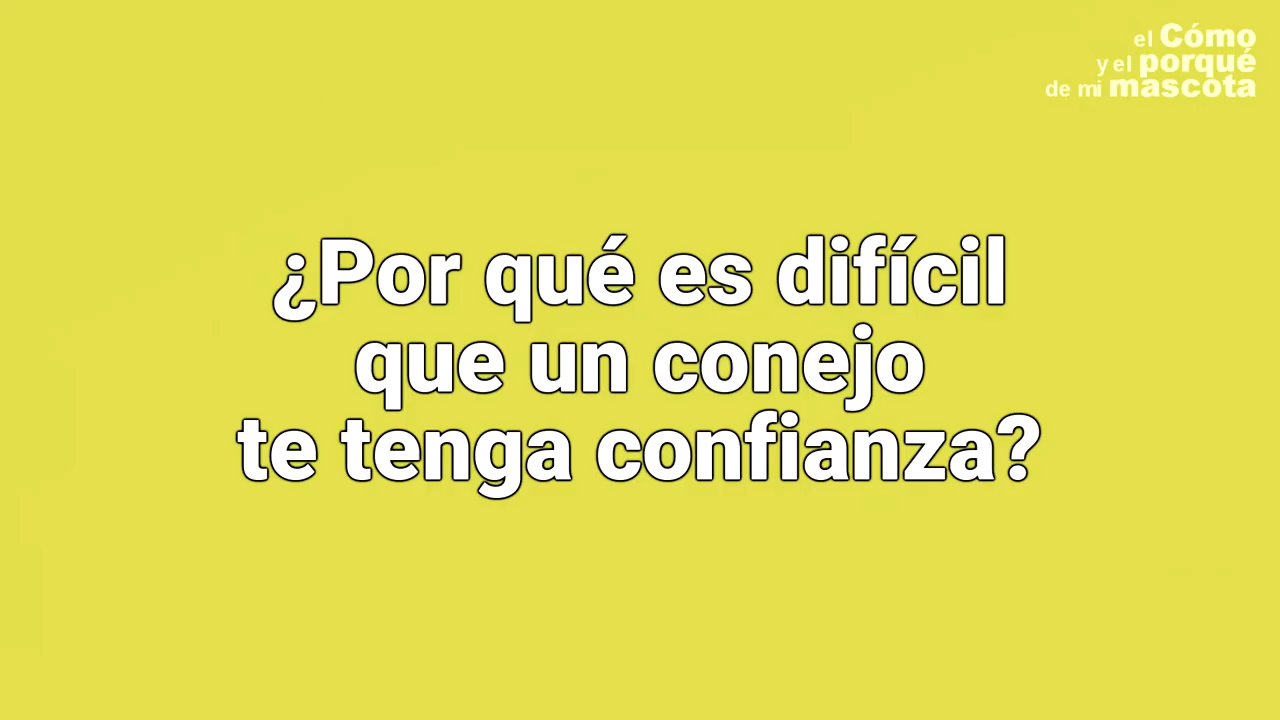 el Cómo
y el porqué
de mi mascota
¿Por qué es difícil
que un conejo
te tenga confianza?